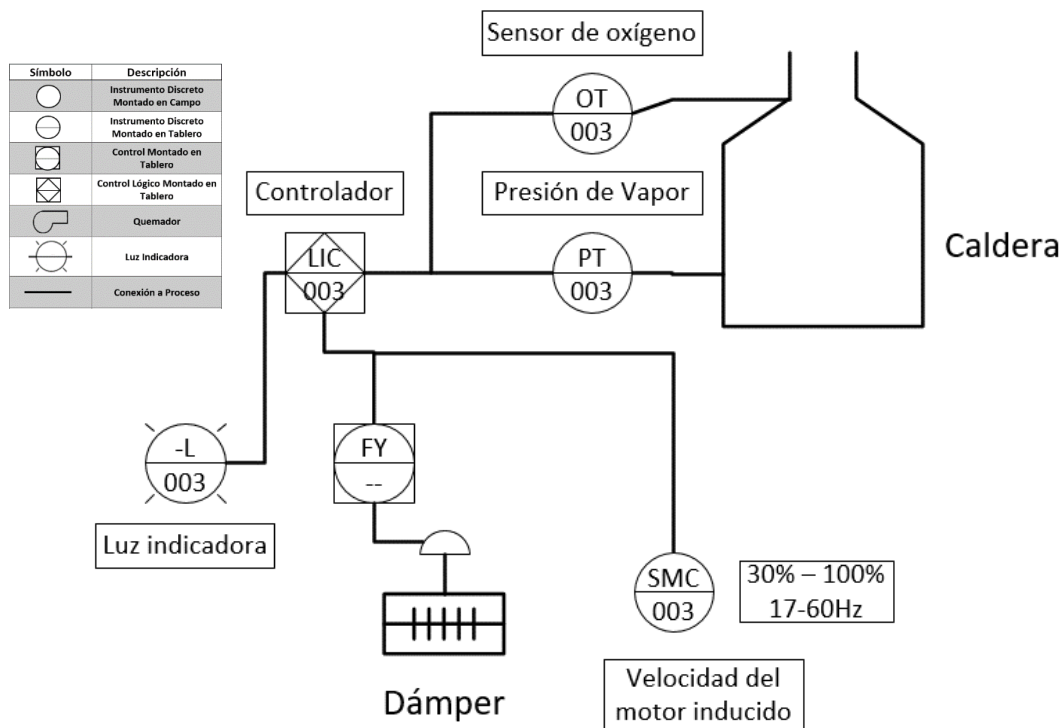 Símbolo
Descripción
Instrumento Discreto
Montado en Campo
Instrumento Discreto
Montado en Tablero
Control Montado en
Tablero
Control Lógico Montado en
Tablero
Quemador
Luz Indicadora
Conexión a Proceso
Sensor de oxígeno
OT
003
Controlador
Presión de Vapor
LIC
003
PT
003
Caldera
-L
003
Luz indicadora
FY
--
SMC
003
30% – 100%
17-60Hz
Dámper
Velocidad del
motor inducido